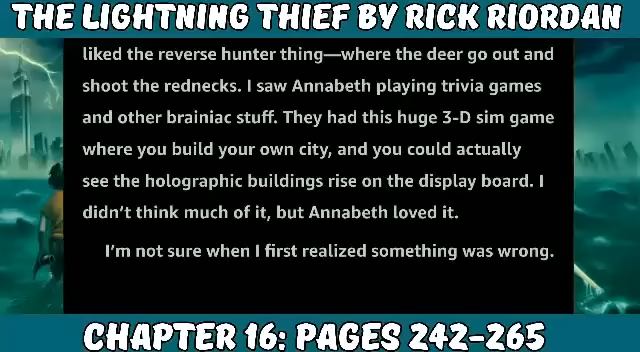 THE LIGHTNING THIEF BY RICK RIORDAN
liked the reverse hunter thing—where the deer go out and
shoot the rednecks. I saw Annabeth playing trivia games
and other brainiac stuff. They had this huge 3-D sim game
where you build your own city, and you could actually
see the holographic buildings rise on the display board. I
didn’t think much of it, but Annabeth loved it.
I’m not sure when I first realized something was wrong.
CHAPTER 16: PAGES 242-265